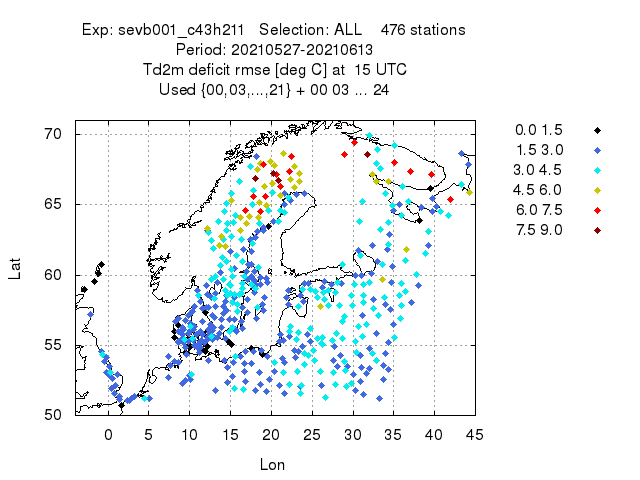 Exp: sevb001_c43h211   Selection: ALL    476 stations
Period: 20210527-20210613
Td2m deficit rmse [deg C] at  15 UTC
Used {00,03,...,21} + 00 03 ... 24
70
65
60
55
50
Lat
0 5 10 15 20 25 30 35 40 45
Lon
0.0 1.5
1.5 3.0
3.0 4.5
4.5 6.0
6.0 7.5
7.5 9.0